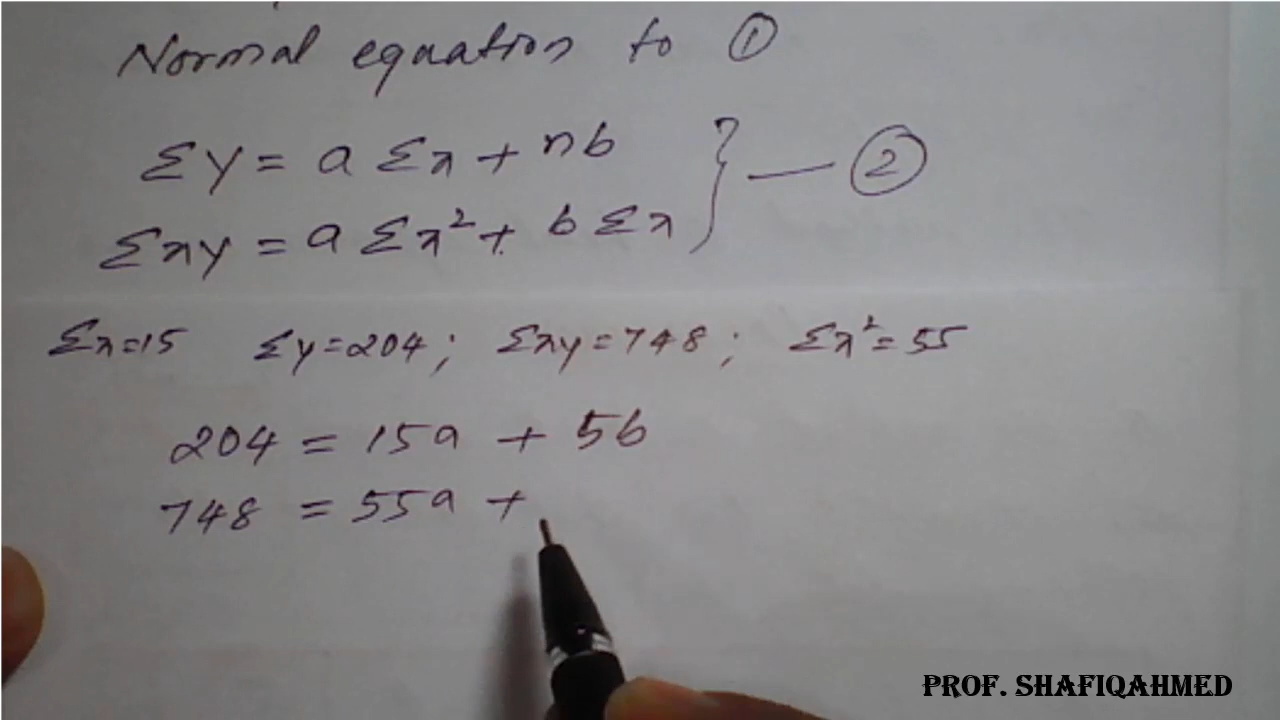 Normal equation to ①
Σy = a Σx + nb
Σxy = a Σx² + b Σx } — ②
Σx=15 Σy=204; Σxy=748; Σx²=55
204 = 15a + 5b
748 = 55a +
PROF. SHAFIQAHMED